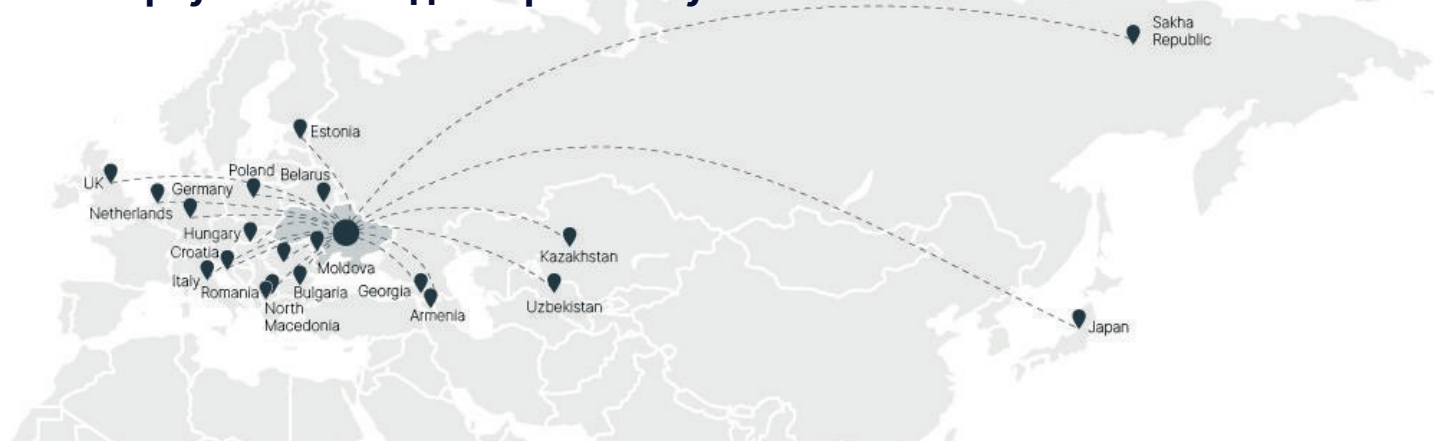 Sakha
Republic
Estonia
UK
Poland
Belarus
Germany
Netherlands
Hungary
Croatia
Kazakhstan
Italy
Moldova
Romania
Bulgaria
Georgia
Uzbekistan
North
Macedonia
Armenia
Japan